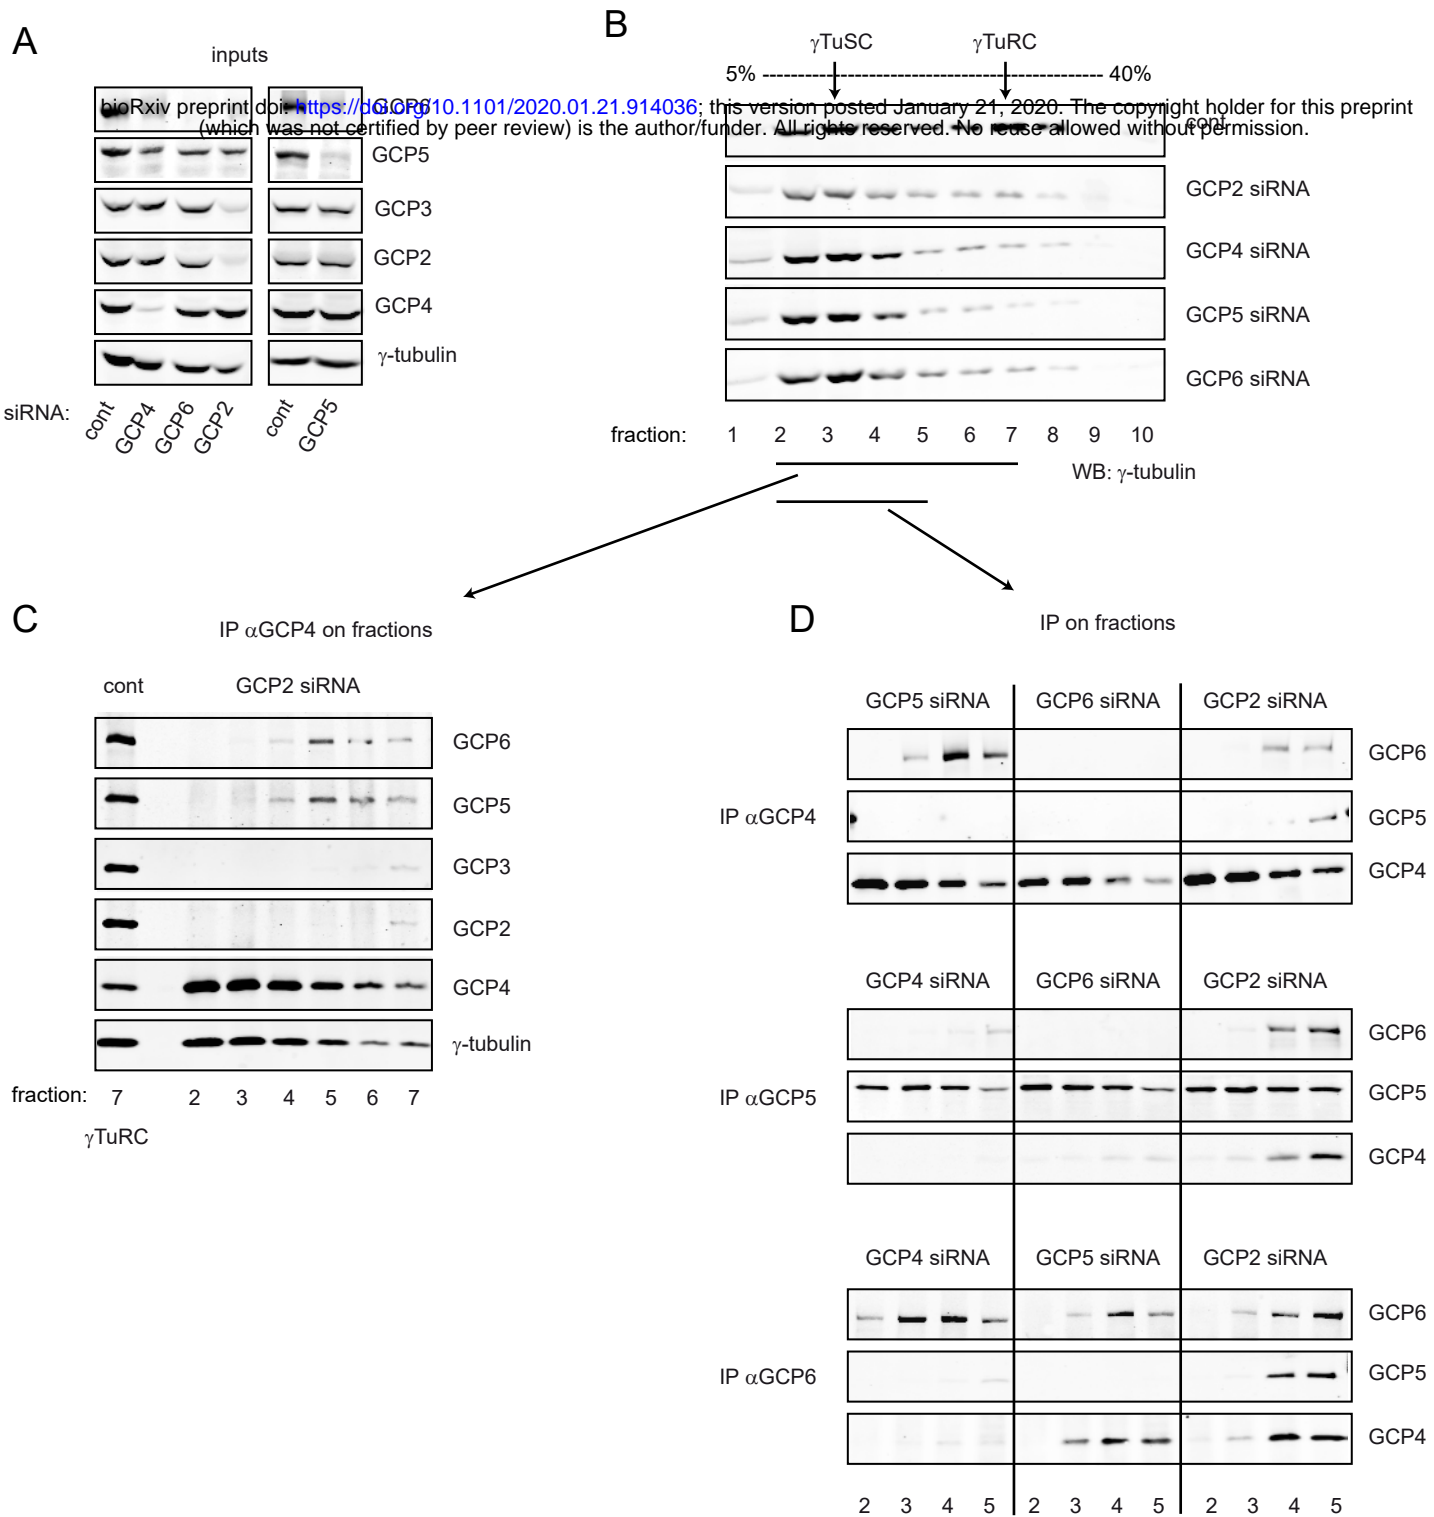 A
inputs
B
γTuSC
γTuRC
5%
40%
bioRxiv preprint doi: https://doi.org/10.1101/2020.01.21.914036; this version posted January 21, 2020. The copyright holder for this preprint
(which was not certified by peer review) is the author/funder. All rights reserved. No reuse allowed without permission.
GCP6
cont
GCP5
GCP3
GCP2
GCP4
γ-tubulin
siRNA:
cont
GCP4
GCP6
GCP2
cont
GCP5
GCP2 siRNA
GCP4 siRNA
GCP5 siRNA
GCP6 siRNA
fraction: 1 2 3 4 5 6 7 8 9 10
WB: γ-tubulin
C
IP αGCP4 on fractions
cont
GCP2 siRNA
GCP6
GCP5
GCP3
GCP2
GCP4
γ-tubulin
fraction: 7 2 3 4 5 6 7
γTuRC
D
IP on fractions
GCP5 siRNA GCP6 siRNA GCP2 siRNA
IP αGCP4
GCP6
GCP5
GCP4
GCP4 siRNA GCP6 siRNA GCP2 siRNA
IP αGCP5
GCP6
GCP5
GCP4
GCP4 siRNA GCP5 siRNA GCP2 siRNA
IP αGCP6
GCP6
GCP5
GCP4
2 3 4 5 2 3 4 5 2 3 4 5